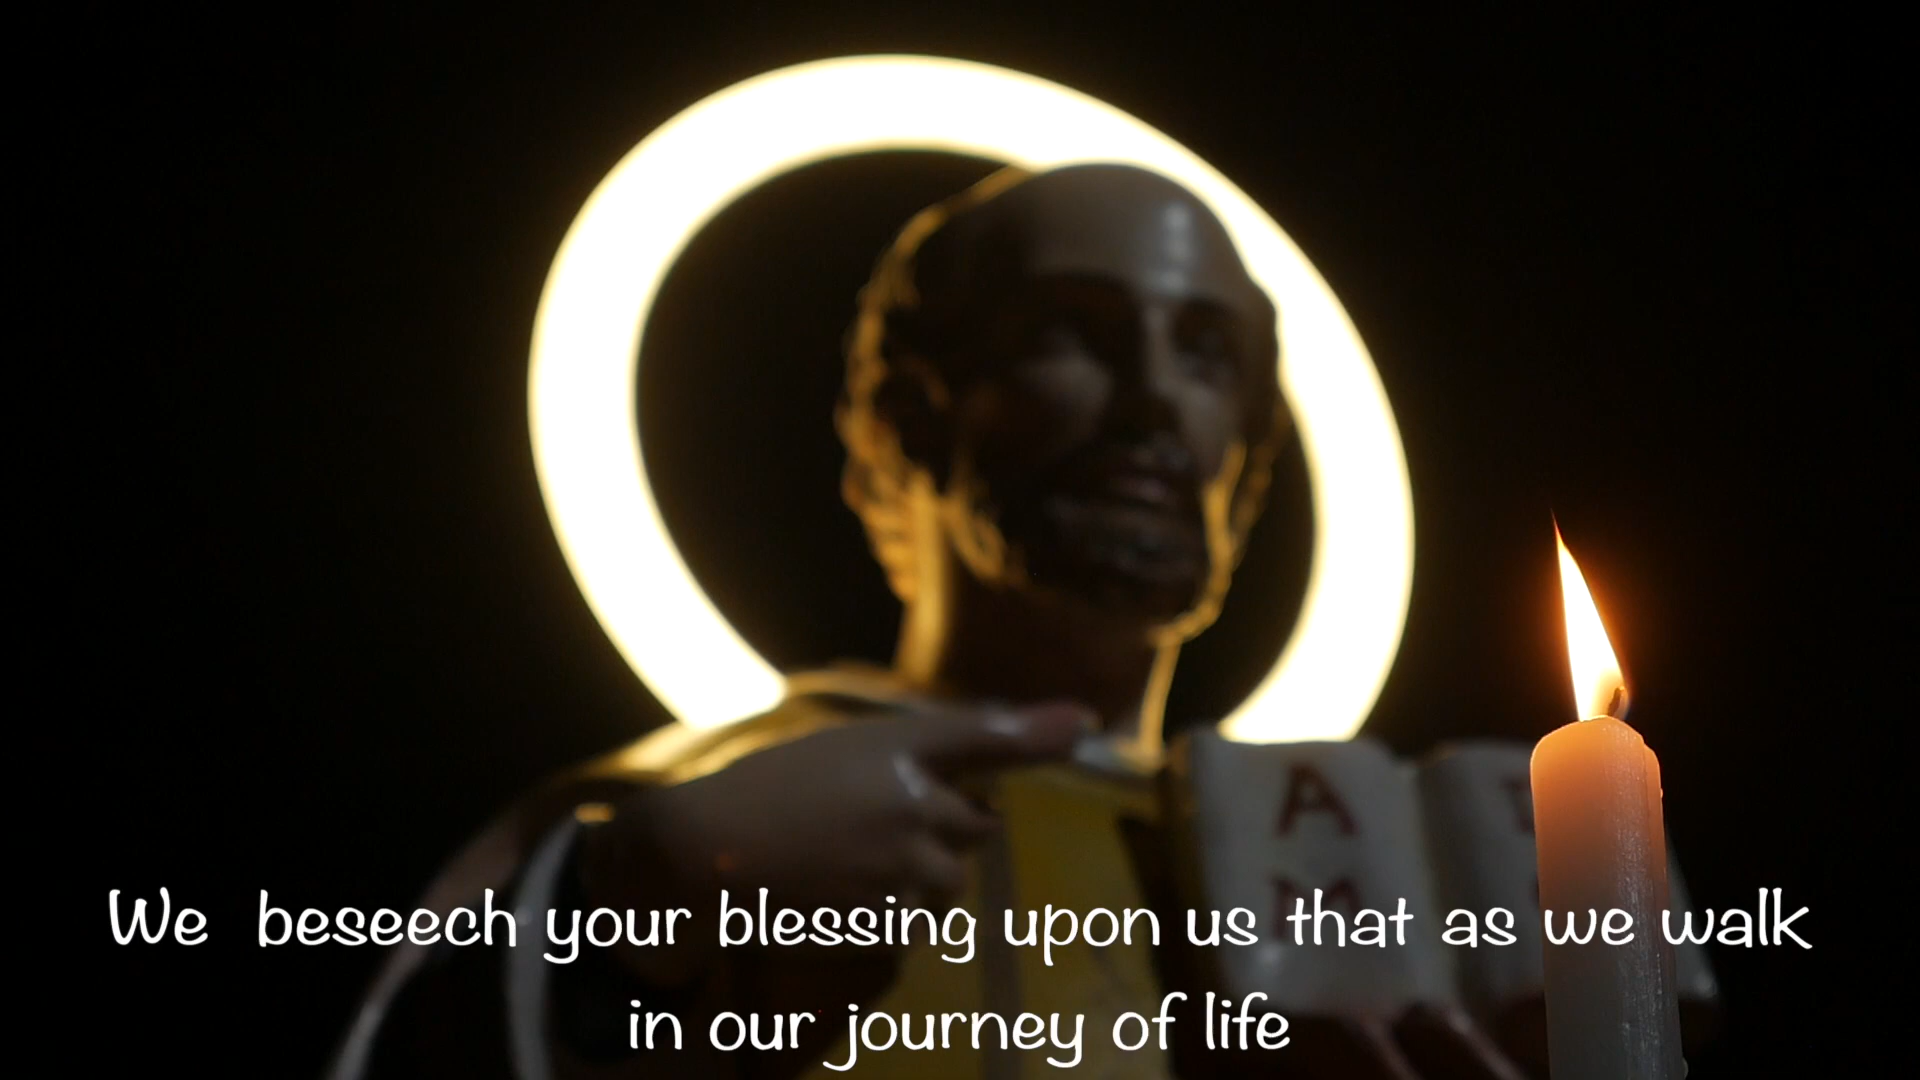 A
M
We beseech your blessing upon us that as we walk
in our journey of life